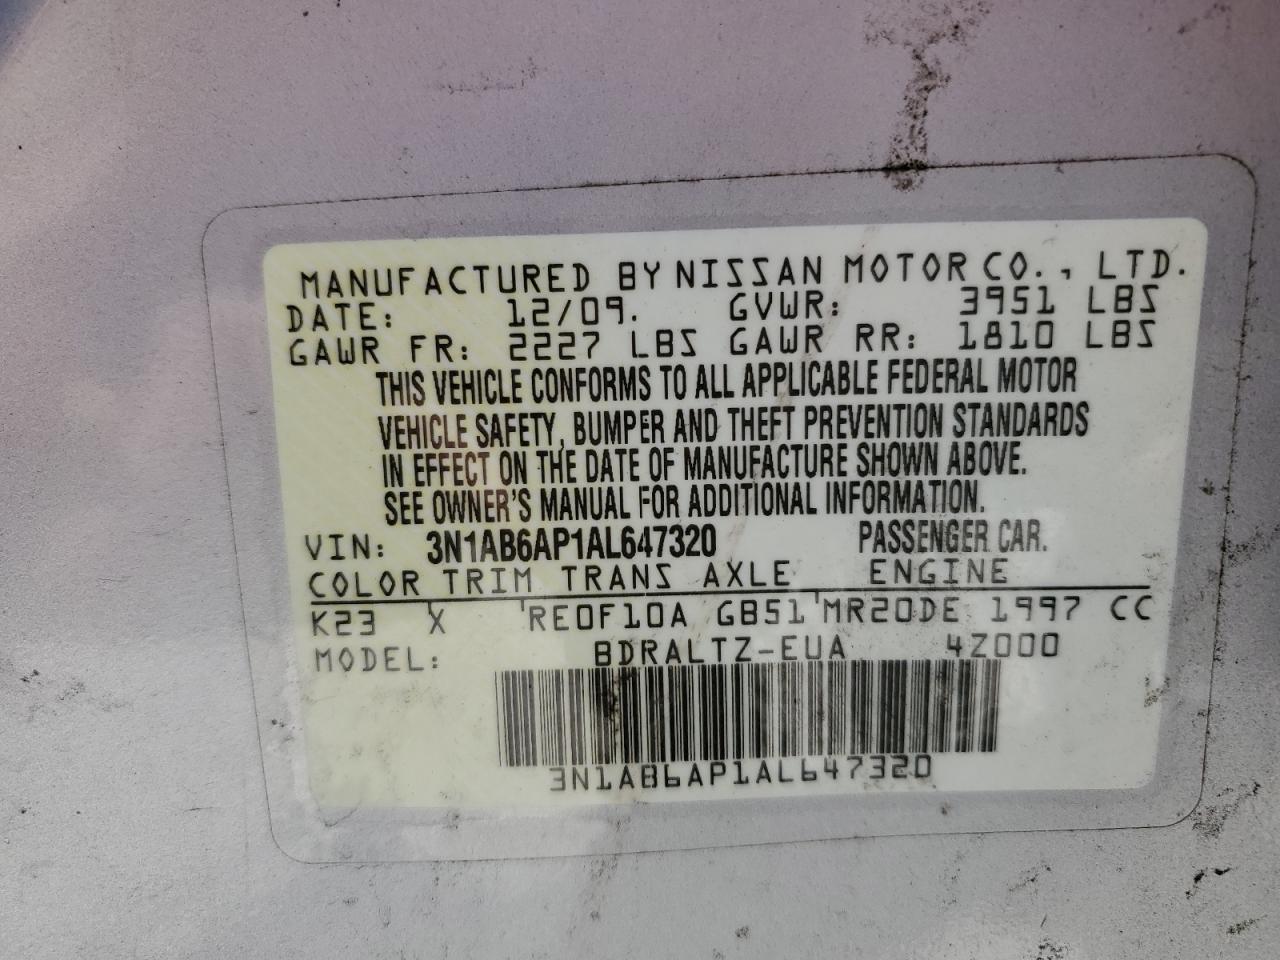 MANUFACTURED BY NISSAN MOTOR CO., LTD.
DATE: 12/09. GVWR: 3951 LBS
GAWR FR: 2227 LBS GAWR RR: 1810 LBS
THIS VEHICLE CONFORMS TO ALL APPLICABLE FEDERAL MOTOR
VEHICLE SAFETY, BUMPER AND THEFT PREVENTION STANDARDS
IN EFFECT ON THE DATE OF MANUFACTURE SHOWN ABOVE.
SEE OWNER'S MANUAL FOR ADDITIONAL INFORMATION.
VIN: 3N1AB6AP1AL647320 PASSENGER CAR.
COLOR TRIM TRANS AXLE ENGINE
K23 X RE0F10A GB51 MR20DE 1997 CC
MODEL: BDRALTZ-EUA 4Z000
3N1AB6AP1AL647320